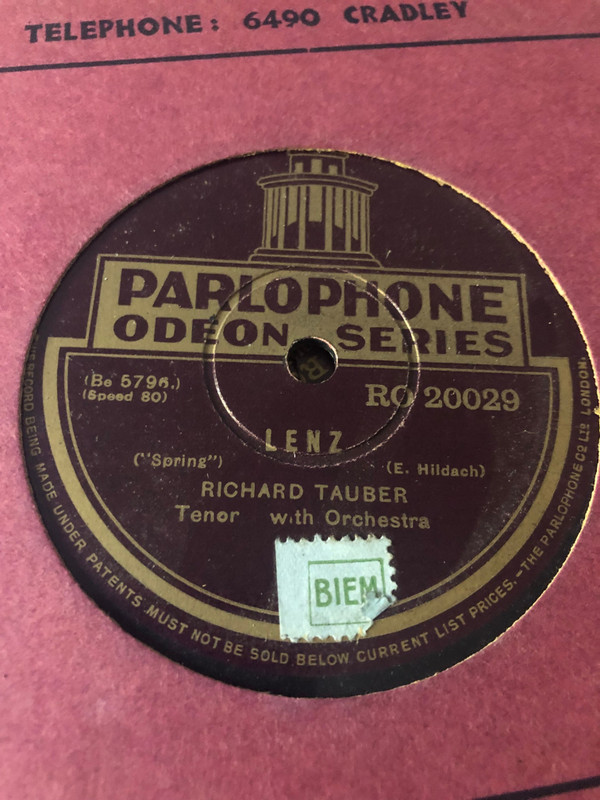 TELEPHONE: 6490 CRADLEY
PARLOPHONE
ODEON SERIES
(Be 5796.)
(Speed 80)
RO 20029
LENZ
("Spring")
(E. Hildach)
RICHARD TAUBER
Tenor with Orchestra
BIEM
RECORD BEING MADE UNDER PATENTS MUST NOT BE SOLD BELOW CURRENT LIST PRICES.-THE PARLOPHONE CO LTD LONDON.